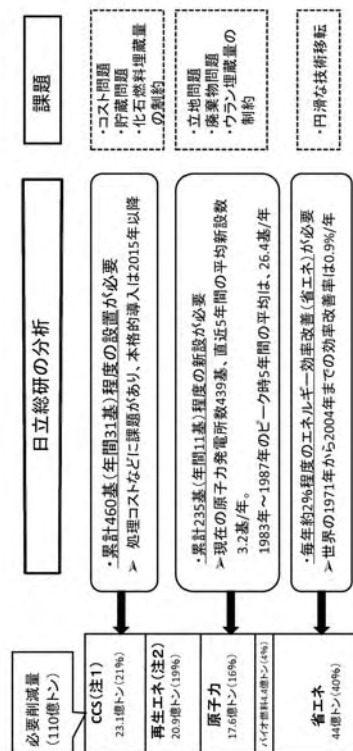 必要削減量
(110億トン)
日立総研の分析
課題
CCS(注1)
23.1億トン(21%)
再生エネ(注2)
20.9億トン(19%)
原子力
17.6億トン(16%)
バイオ燃料4.4億トン(4%)
省エネ
44億トン(40%)
・累計460基(年間31基)程度の設置が必要
➢ 処理コストなどに課題があり、本格的導入は2015年以降
・コスト問題
・貯蔵問題
・化石燃料埋蔵量
の制約
・累計235基(年間11基)程度の新設が必要
➢ 現在の原子力発電所数439基、直近5年間の平均新設数
3.2基/年。
1983年～1987年のピーク時5年間の平均は、26.4基/年
・立地問題
・廃棄物問題
・ウラン埋蔵量の
制約
・毎年約2%程度のエネルギー効率改善(省エネ)が必要
➢ 世界の1971年から2004年までの効率改善率は0.9%/年
・円滑な技術移転